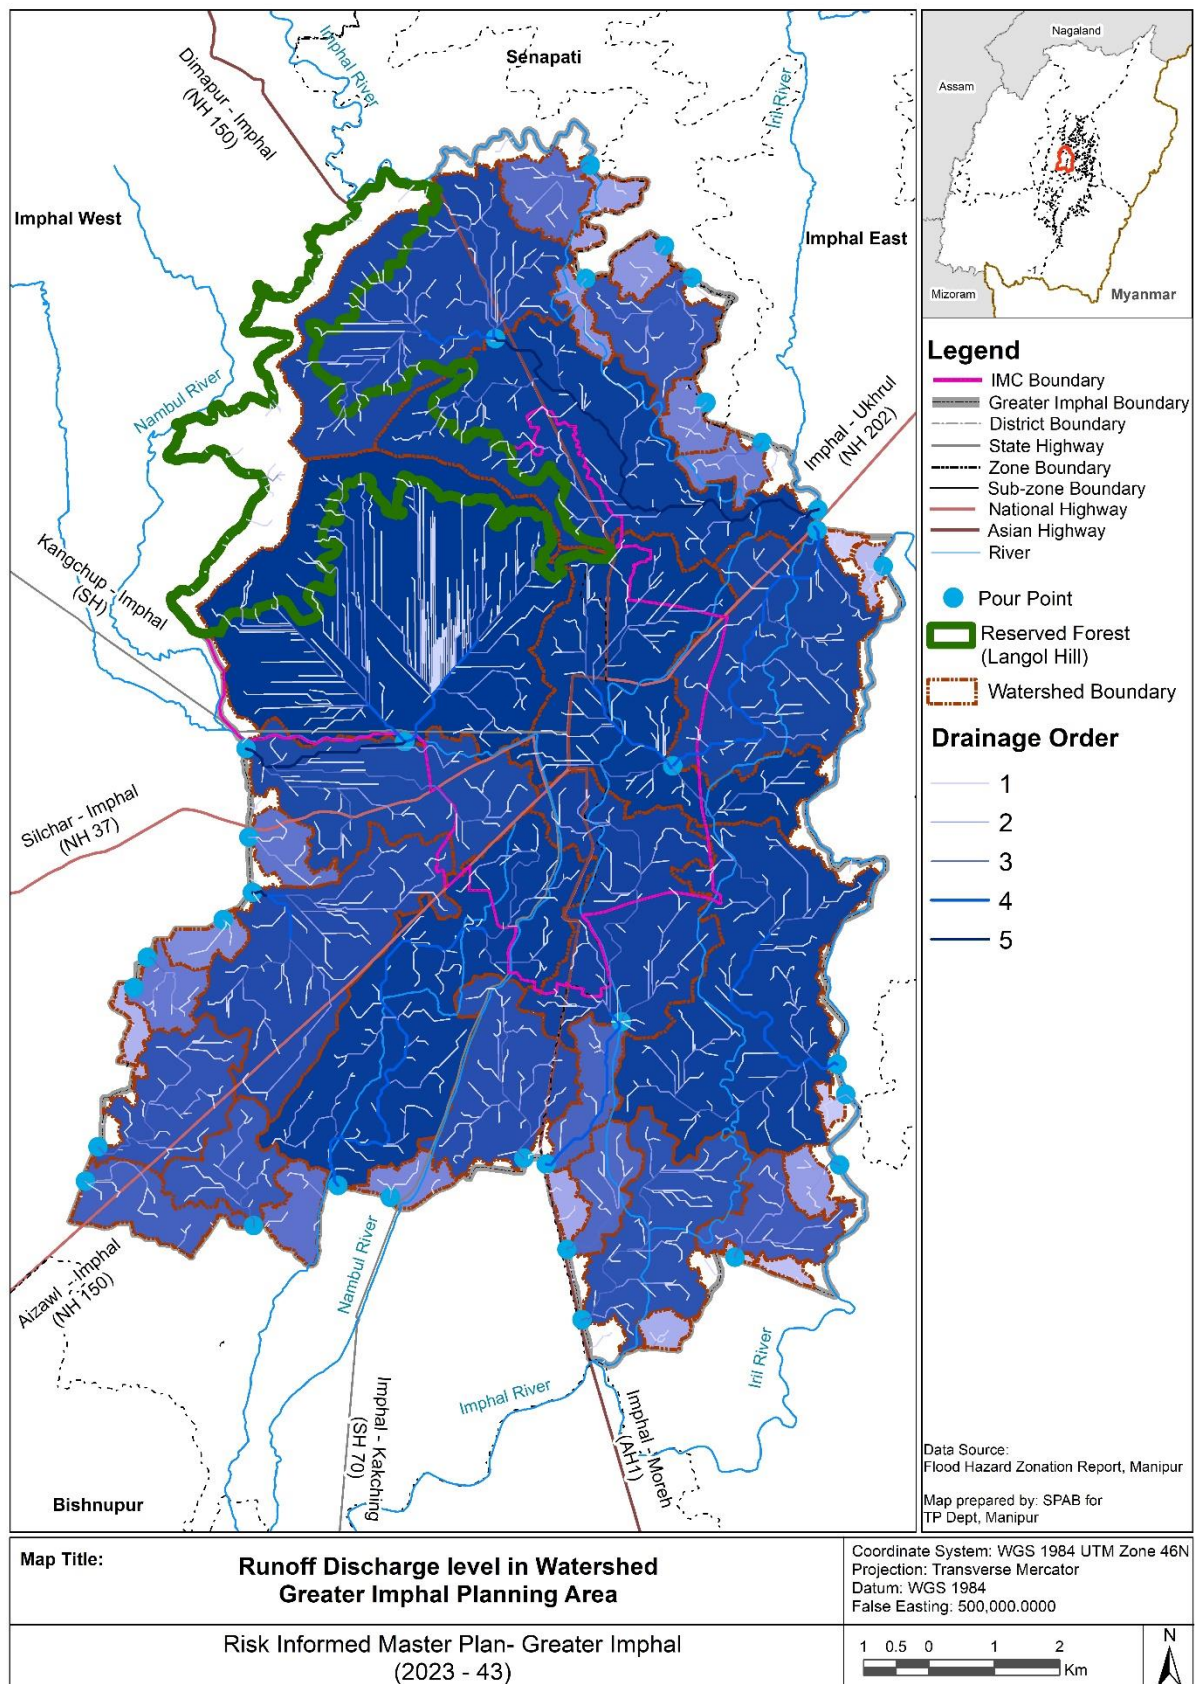 Senapati
Imphal River
Dimapur - Imphal
(NH 150)
Iril River
Imphal West
Imphal East
Nambul River
Imphal - Ukhrul
(NH 202)
Kangchup - Imphal
(SH)
Silchar - Imphal
(NH 37)
Aizawl - Imphal
(NH 150)
Nambul River
Imphal - Kakching
(SH 70)
Imphal River
Imphal - Moreh
(AH1)
Iril River
Bishnupur
Nagaland
Assam
Mizoram
Myanmar
Legend
IMC Boundary
Greater Imphal Boundary
District Boundary
State Highway
Zone Boundary
Sub-zone Boundary
National Highway
Asian Highway
River
Pour Point
Reserved Forest
(Langol Hill)
Watershed Boundary
Drainage Order
1
2
3
4
5
Data Source:
Flood Hazard Zonation Report, Manipur
Map prepared by: SPAB for
TP Dept, Manipur
Map Title:
Runoff Discharge level in Watershed
Greater Imphal Planning Area
Risk Informed Master Plan- Greater Imphal
(2023 - 43)
Coordinate System: WGS 1984 UTM Zone 46N
Projection: Transverse Mercator
Datum: WGS 1984
False Easting: 500,000.0000
1 0.5 0 1 2
Km
N